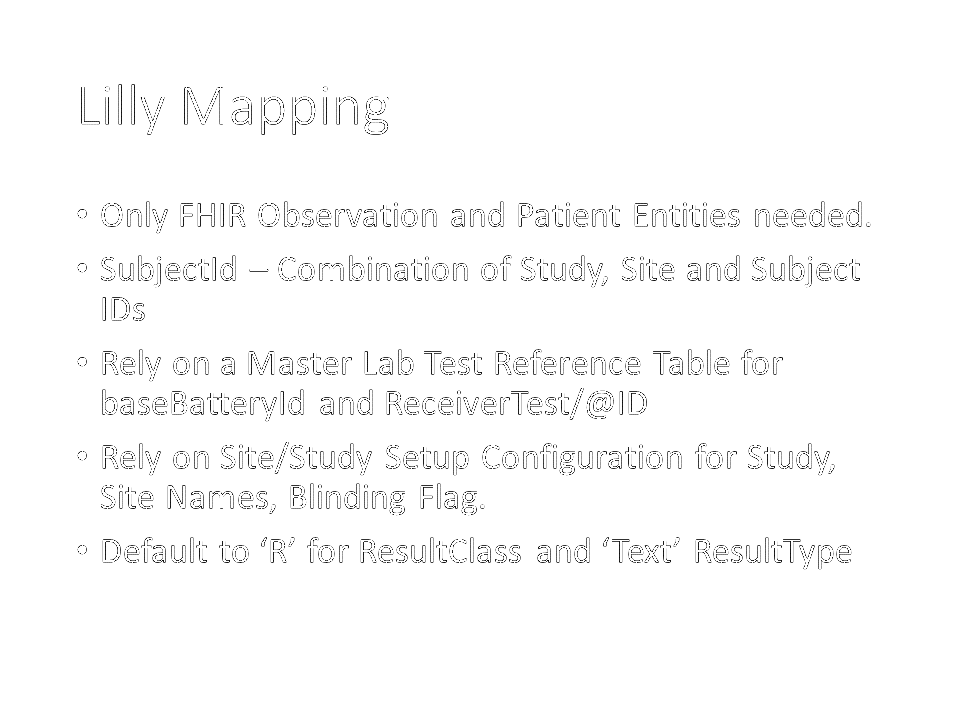 Lilly Mapping
• Only FHIR Observation and Patient Entities needed.
• SubjectId – Combination of Study, Site and Subject
IDs
• Rely on a Master Lab Test Reference Table for
baseBatteryId and ReceiverTest/@ID
• Rely on Site/Study Setup Configuration for Study,
Site Names, Blinding Flag.
• Default to ‘R’ for ResultClass and ‘Text’ ResultType